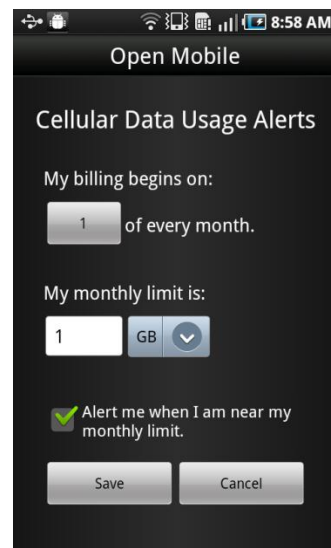 8:58 AM
Open Mobile
Cellular Data Usage Alerts
My billing begins on:
1 of every month.
My monthly limit is:
1 GB
Alert me when I am near my
monthly limit.
Save Cancel